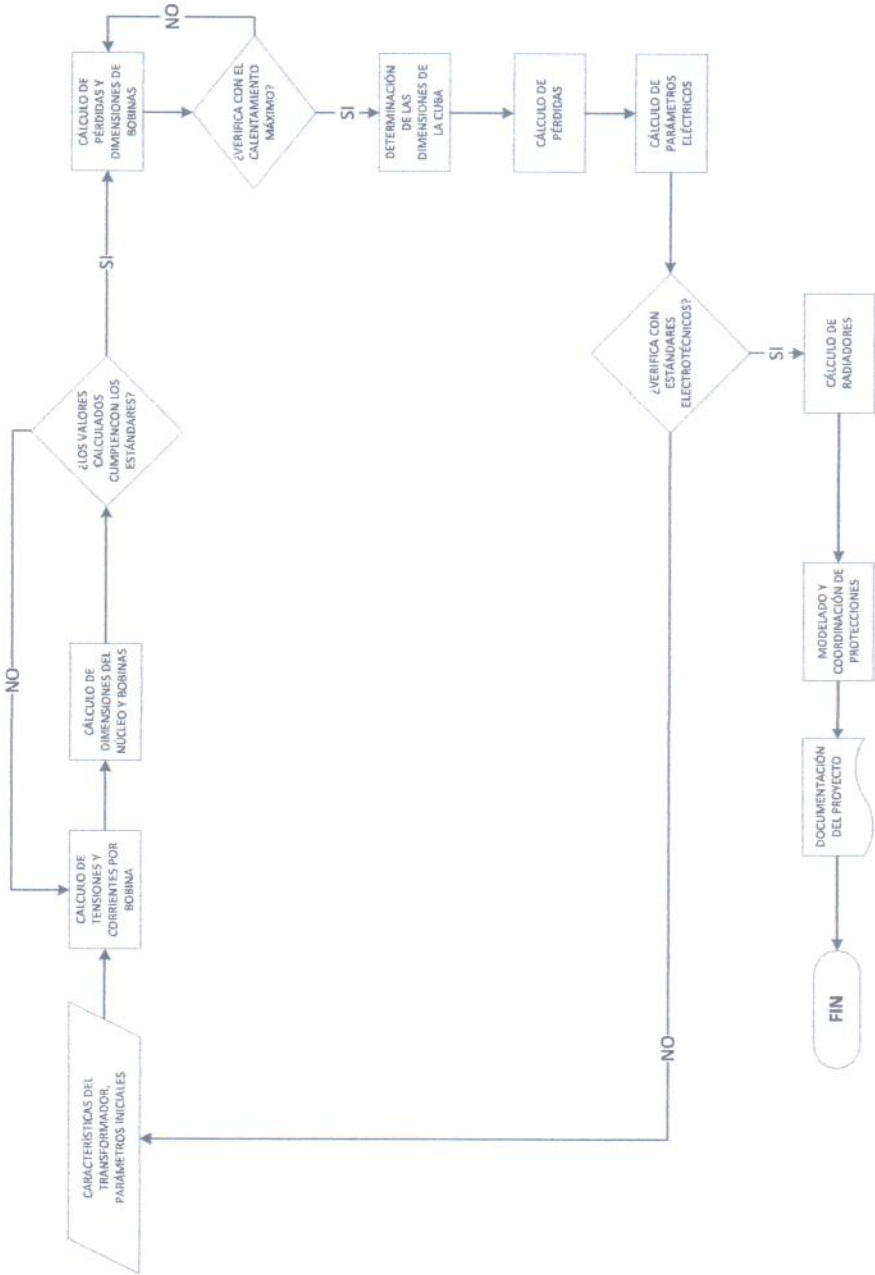 CARACTERÍSTICAS DEL
TRANSFORMADOR,
PARÁMETROS INICIALES
CALCULO DE
TENSIONES Y
CORRIENTES POR
BOBINA
CÁLCULO DE
DIMENSIONES DEL
NÚCLEO Y BOBINAS
¿LOS VALORES
CALCULADOS
CUMPLENCON LOS
ESTÁNDARES?
NO
SI
CÁLCULO DE
PÉRDIDAS Y
DIMENSIONES DE
BOBINAS
¿VERIFICA CON EL
CALENTAMIENTO
MÁXIMO?
NO
SI
DETERMINACIÓN
DE LAS
DIMENSIONES DE
LA CUBA
CÁLCULO DE
PÉRDIDAS
CÁLCULO DE
PARÁMETROS
ELÉCTRICOS
¿VERIFICA CON
ESTÁNDARES
ELECTROTÉCNICOS?
NO
SI
CÁLCULO DE
RADIADORES
MODELADO Y
COORDINACIÓN DE
PROTECCIONES
DOCUMENTACIÓN
DEL PROYECTO
FIN